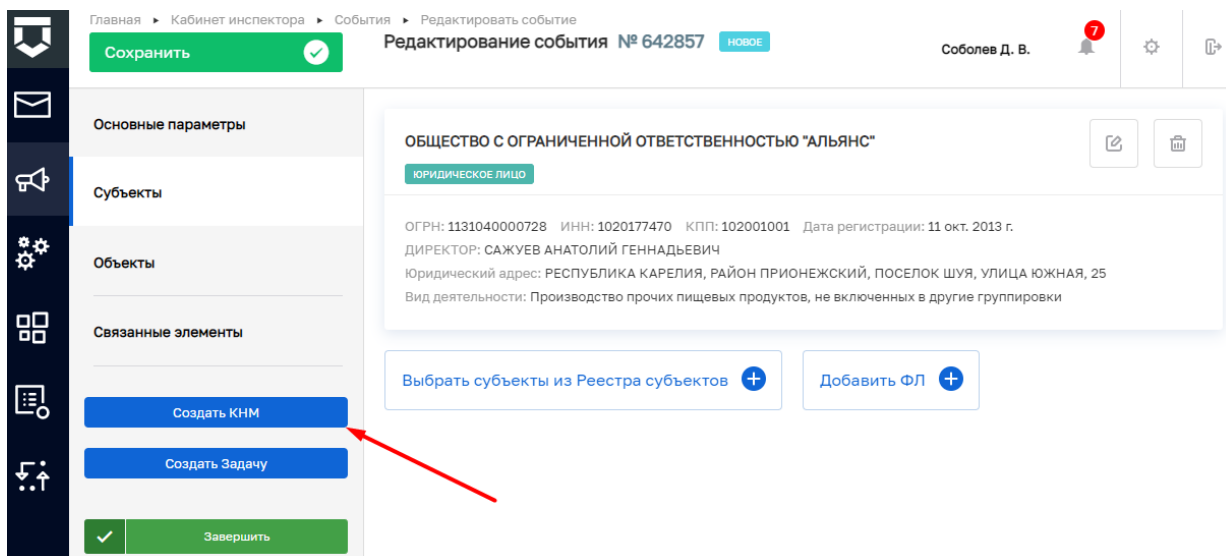 Главная ▸ Кабинет инспектора ▸ События ▸ Редактировать событие
Сохранить
Редактирование события № 642857 НОВОЕ
Соболев Д. В.
7
Основные параметры
Субъекты
Объекты
Связанные элементы
Создать КНМ
Создать Задачу
Завершить
ОБЩЕСТВО С ОГРАНИЧЕННОЙ ОТВЕТСТВЕННОСТЬЮ "АЛЬЯНС"
ЮРИДИЧЕСКОЕ ЛИЦО
ОГРН: 1131040000728 ИНН: 1020177470 КПП: 102001001 Дата регистрации: 11 окт. 2013 г.
ДИРЕКТОР: САЖУЕВ АНАТОЛИЙ ГЕННАДЬЕВИЧ
Юридический адрес: РЕСПУБЛИКА КАРЕЛИЯ, РАЙОН ПРИОНЕЖСКИЙ, ПОСЕЛОК ШУЯ, УЛИЦА ЮЖНАЯ, 25
Вид деятельности: Производство прочих пищевых продуктов, не включенных в другие группировки
Выбрать субъекты из Реестра субъектов
Добавить ФЛ